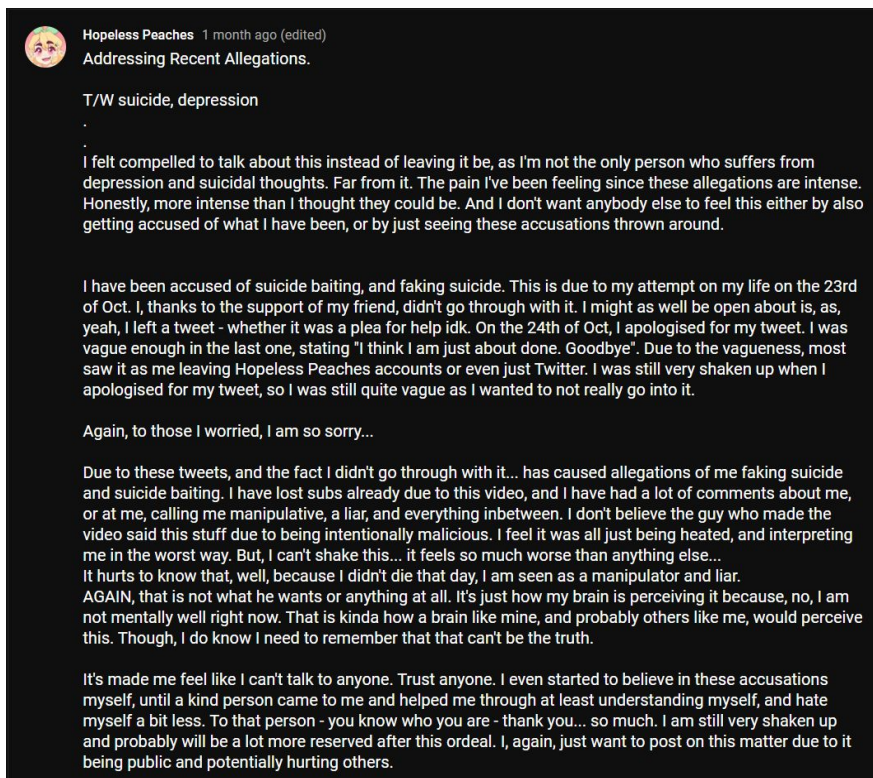 Hopeless Peaches 1 month ago (edited)
Addressing Recent Allegations.
T/W suicide, depression
.
.
I felt compelled to talk about this instead of leaving it be, as I'm not the only person who suffers from
depression and suicidal thoughts. Far from it. The pain I've been feeling since these allegations are intense.
Honestly, more intense than I thought they could be. And I don't want anybody else to feel this either by also
getting accused of what I have been, or by just seeing these accusations thrown around.
I have been accused of suicide baiting, and faking suicide. This is due to my attempt on my life on the 23rd
of Oct. I, thanks to the support of my friend, didn't go through with it. I might as well be open about is, as,
yeah, I left a tweet - whether it was a plea for help idk. On the 24th of Oct, I apologised for my tweet. I was
vague enough in the last one, stating "I think I am just about done. Goodbye". Due to the vagueness, most
saw it as me leaving Hopeless Peaches accounts or even just Twitter. I was still very shaken up when I
apologised for my tweet, so I was still quite vague as I wanted to not really go into it.
Again, to those I worried, I am so sorry...
Due to these tweets, and the fact I didn't go through with it... has caused allegations of me faking suicide
and suicide baiting. I have lost subs already due to this video, and I have had a lot of comments about me,
or at me, calling me manipulative, a liar, and everything inbetween. I don't believe the guy who made the
video said this stuff due to being intentionally malicious. I feel it was all just being heated, and interpreting
me in the worst way. But, I can't shake this... it feels so much worse than anything else...
It hurts to know that, well, because I didn't die that day, I am seen as a manipulator and liar.
AGAIN, that is not what he wants or anything at all. It's just how my brain is perceiving it because, no, I am
not mentally well right now. That is kinda how a brain like mine, and probably others like me, would perceive
this. Though, I do know I need to remember that that can't be the truth.
It's made me feel like I can't talk to anyone. Trust anyone. I even started to believe in these accusations
myself, until a kind person came to me and helped me through at least understanding myself, and hate
myself a bit less. To that person - you know who you are - thank you... so much. I am still very shaken up
and probably will be a lot more reserved after this ordeal. I, again, just want to post on this matter due to it
being public and potentially hurting others.